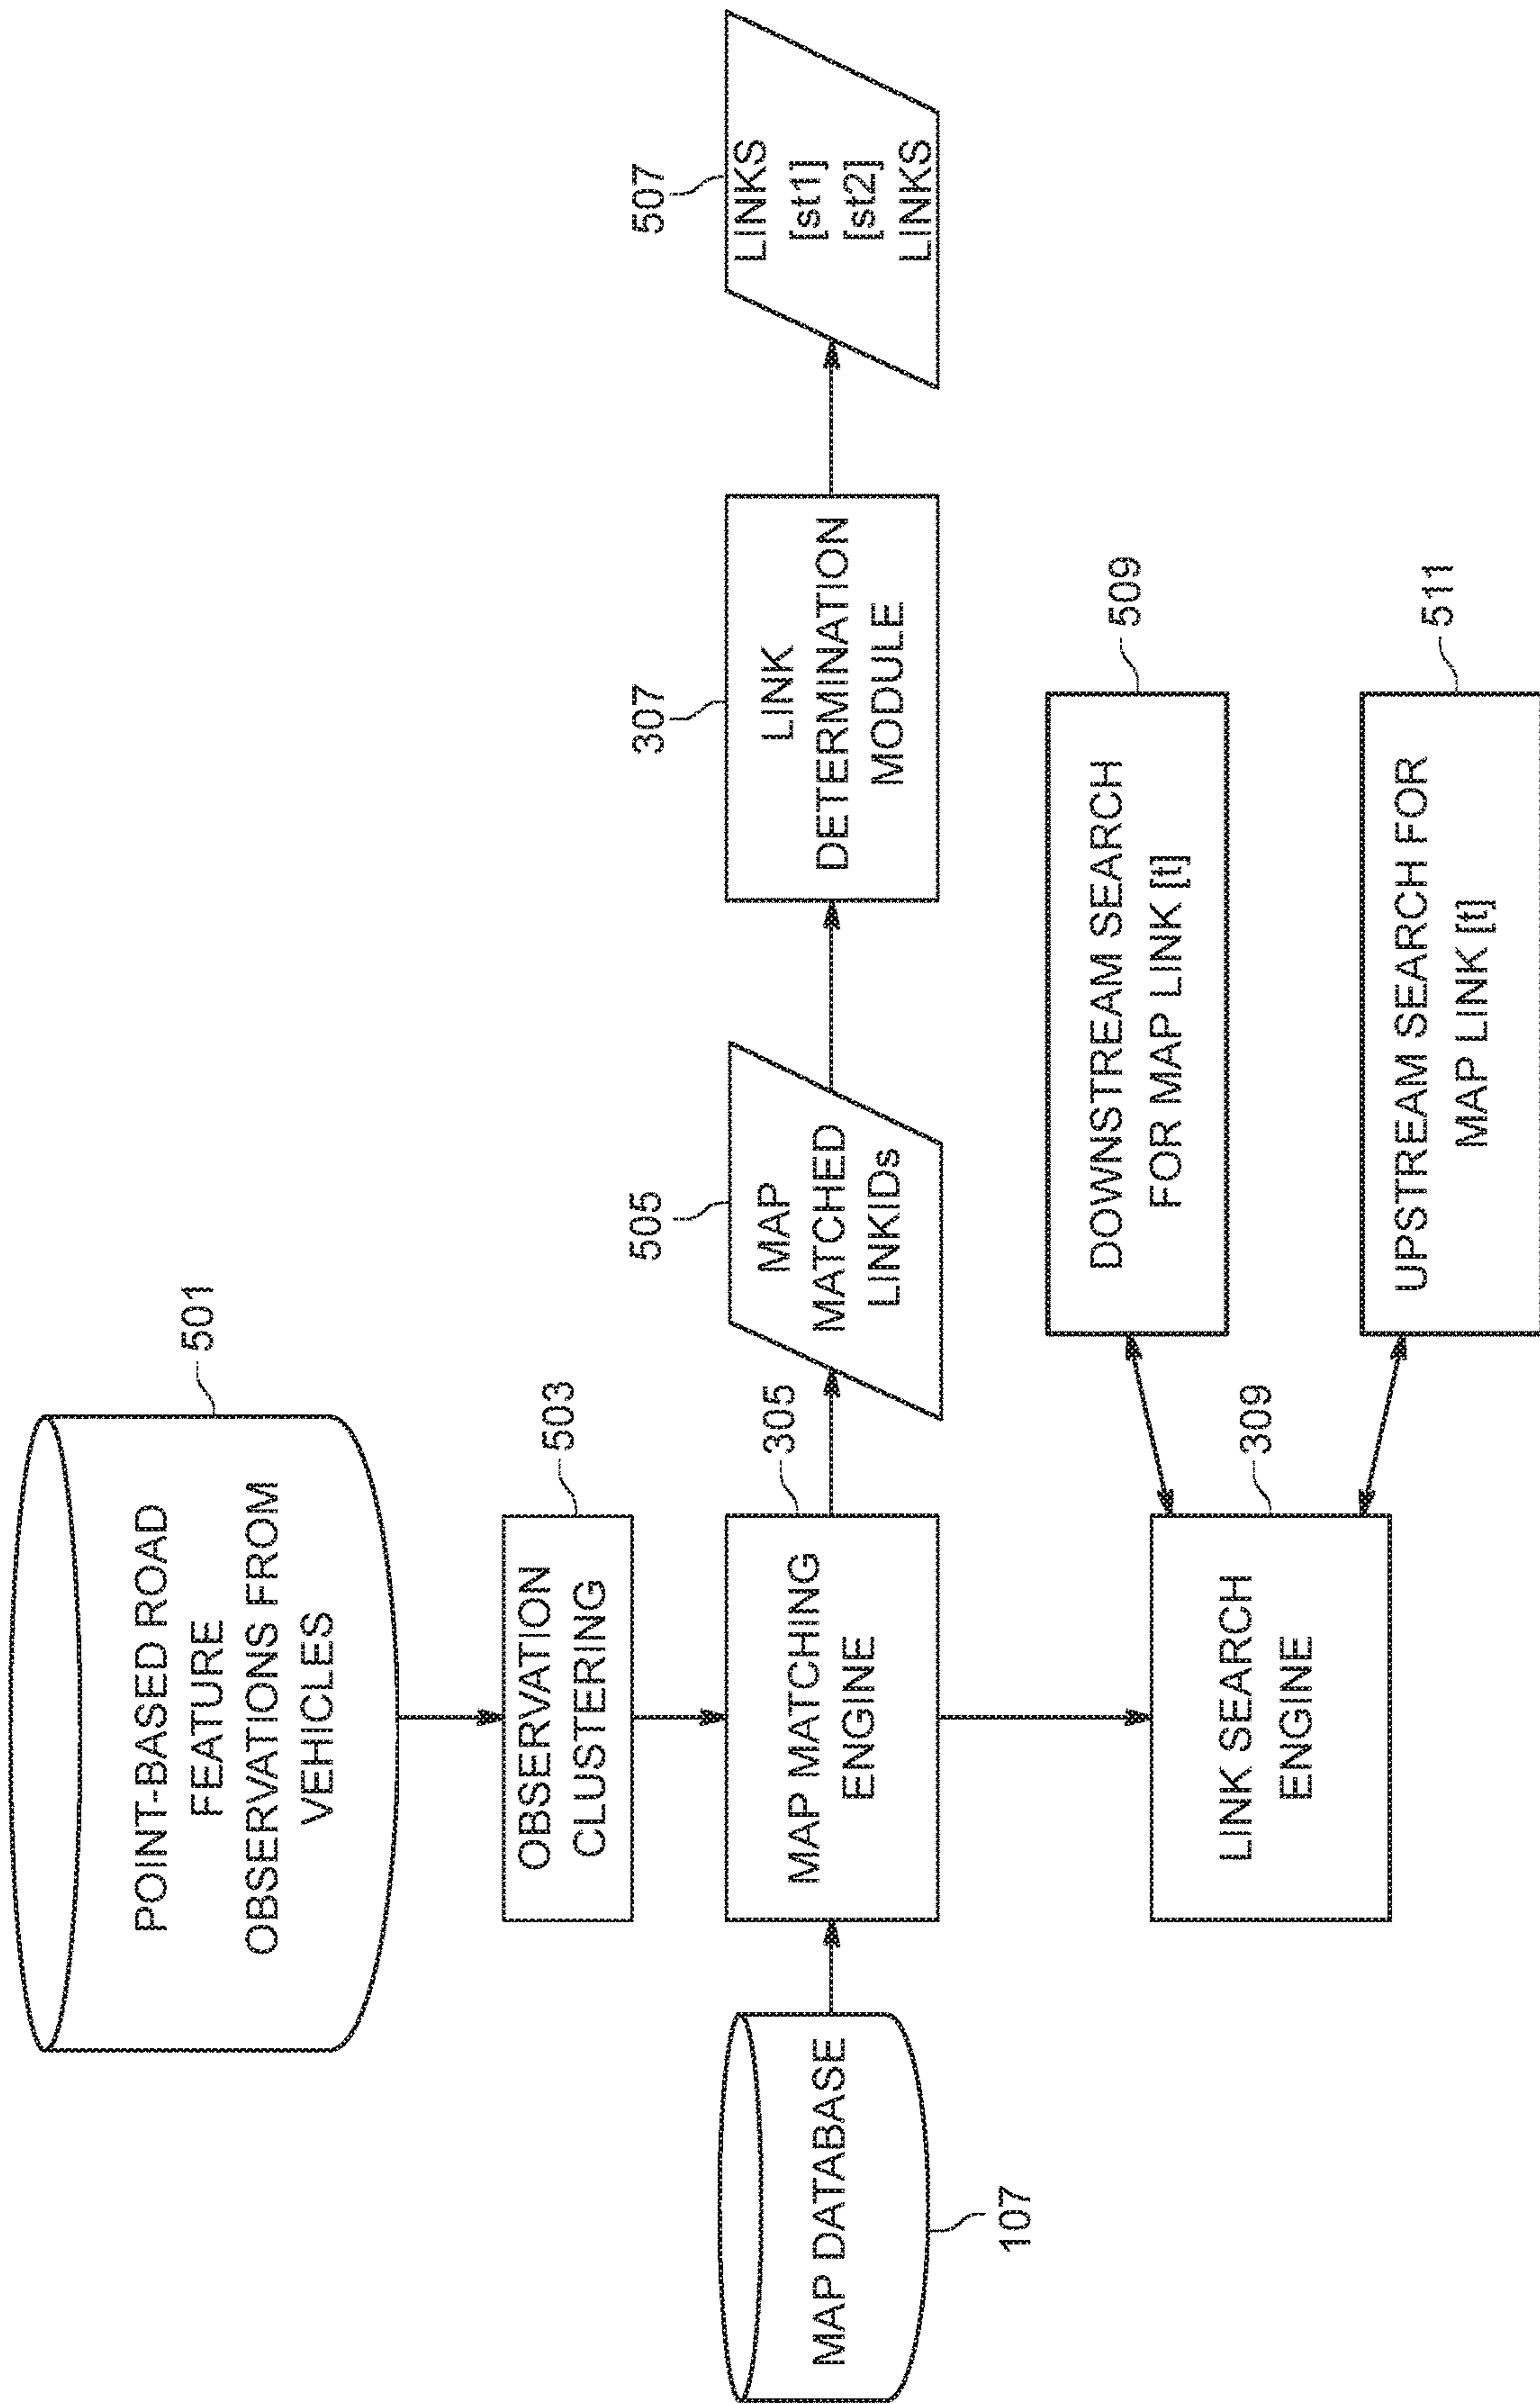 501
POINT-BASED ROAD
FEATURE
OBSERVATIONS FROM
VEHICLES
503
OBSERVATION
CLUSTERING
MAP DATABASE
107
305
MAP MATCHING
ENGINE
505
MAP
MATCHED
LINKIDs
307
LINK
DETERMINATION
MODULE
507
LINKS
[st1]
[st2]
LINKS
309
LINK SEARCH
ENGINE
509
DOWNSTREAM SEARCH
FOR MAP LINK [t]
511
UPSTREAM SEARCH FOR
MAP LINK [t]